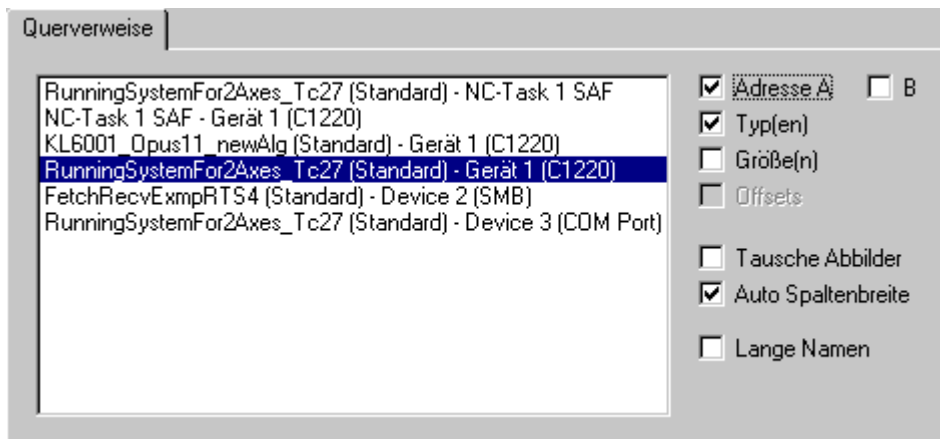 Querverweise
RunningSystemFor2Axes_Tc27 (Standard) - NC-Task 1 SAF
NC-Task 1 SAF - Gerät 1 (C1220)
KL6001_Opus11_newAlg (Standard) - Gerät 1 (C1220)
RunningSystemFor2Axes_Tc27 (Standard) - Gerät 1 (C1220)
FetchRecvExmpRTS4 (Standard) - Device 2 (SMB)
RunningSystemFor2Axes_Tc27 (Standard) - Device 3 (COM Port)
Adresse A B
Typ(en)
Größe(n)
Offsets
Tausche Abbilder
Auto Spaltenbreite
Lange Namen